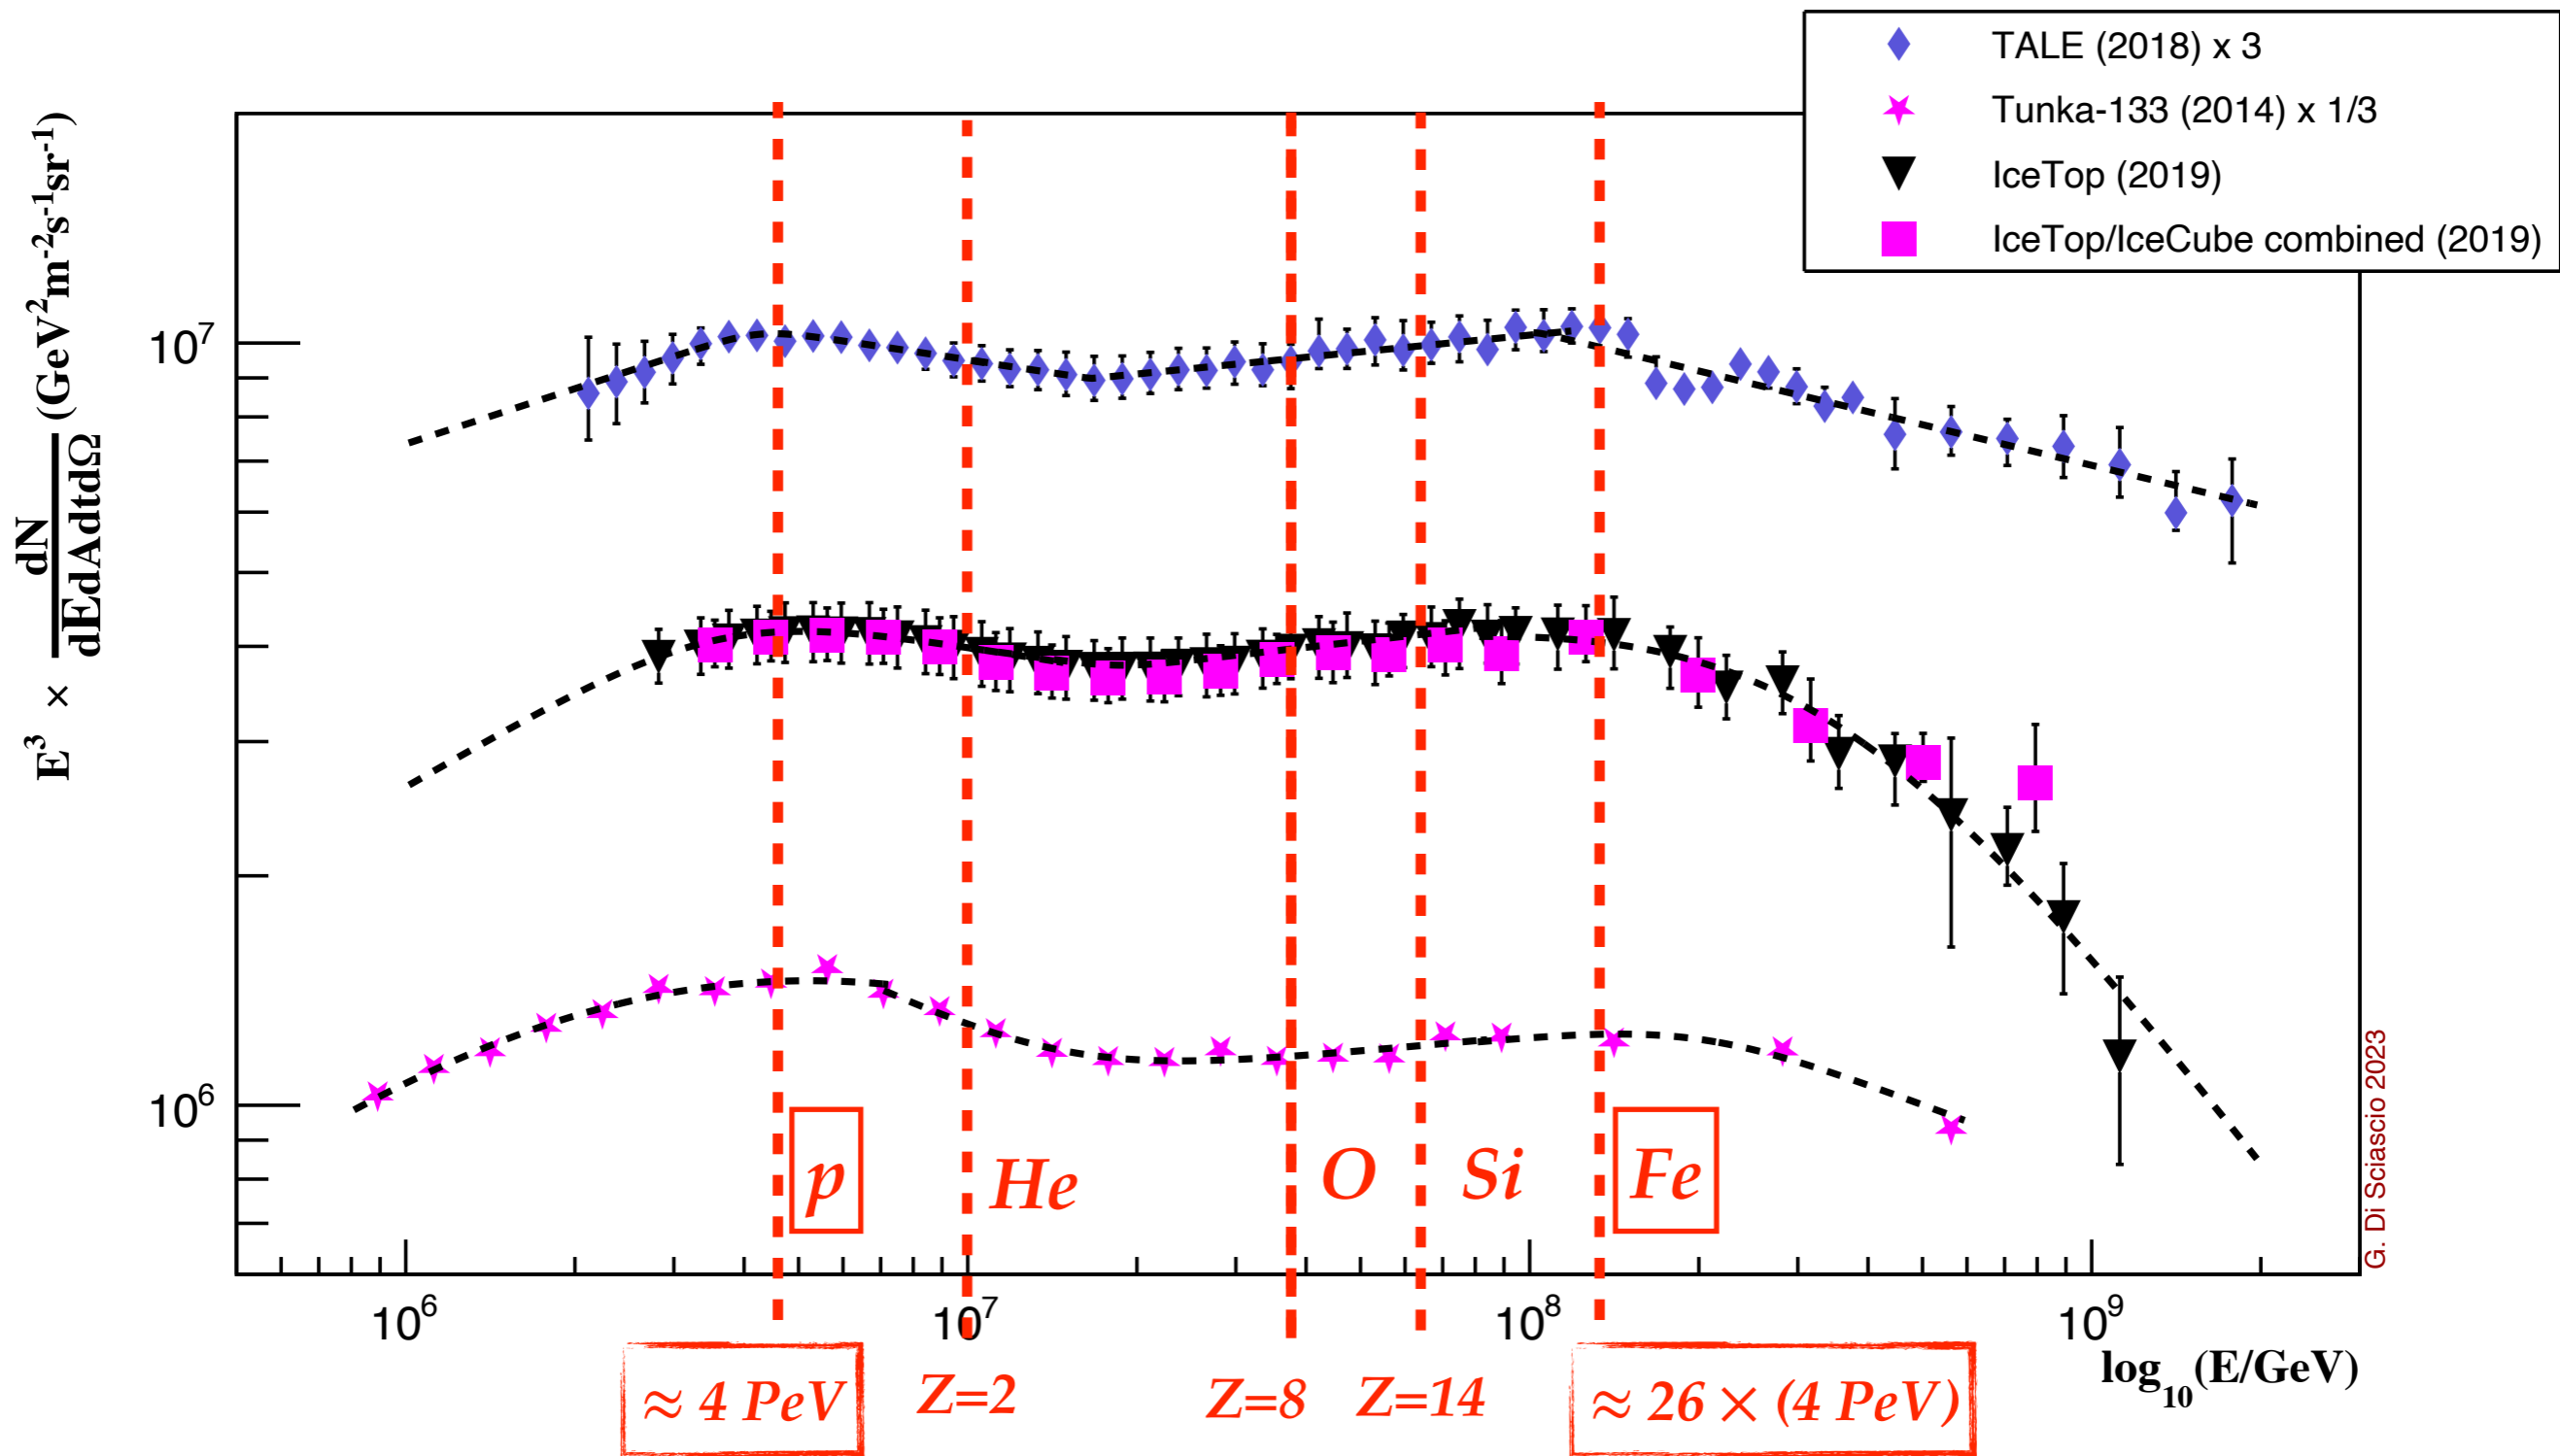 TALE (2018) x 3
Tunka-133 (2014) x 1/3
IceTop (2019)
IceTop/IceCube combined (2019)
E³ × dN/dEdAdtdΩ (GeV²m⁻²s⁻¹sr⁻¹)
10⁷
10⁶
p
He
O
Si
Fe
G. Di Sciascio 2023
10⁶
10⁷
10⁸
10⁹
log₁₀(E/GeV)
≈ 4 PeV
Z=2
Z=8
Z=14
≈ 26 × (4 PeV)